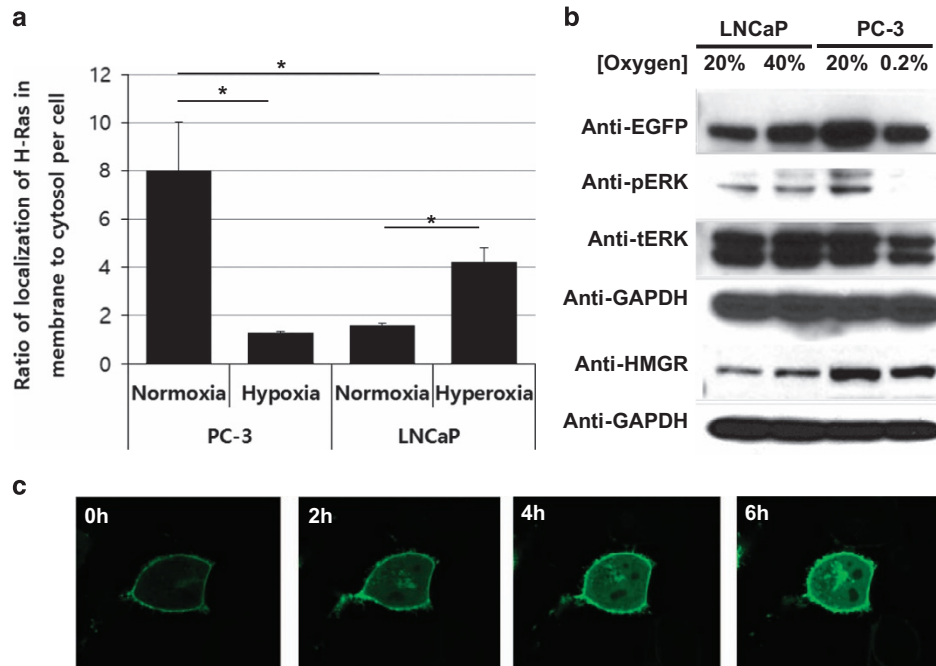 a
12
10
8
6
4
2
0
Ratio of localization of H-Ras in
membrane to cytosol per cell
*
*
*
Normoxia Hypoxia Normoxia Hyperoxia
PC-3 LNCaP
b
LNCaP PC-3
[Oxygen] 20% 40% 20% 0.2%
Anti-EGFP
Anti-pERK
Anti-tERK
Anti-GAPDH
Anti-HMGR
Anti-GAPDH
c
0h 2h 4h 6h